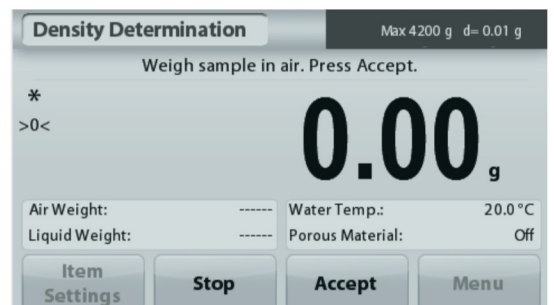 Density Determination
Max 4200 g d= 0.01 g
Weigh sample in air. Press Accept.
*
>0<
0.00 g
Air Weight: ------
Water Temp.: 20.0 °C
Liquid Weight: ------
Porous Material: Off
Item Settings
Stop
Accept
Menu